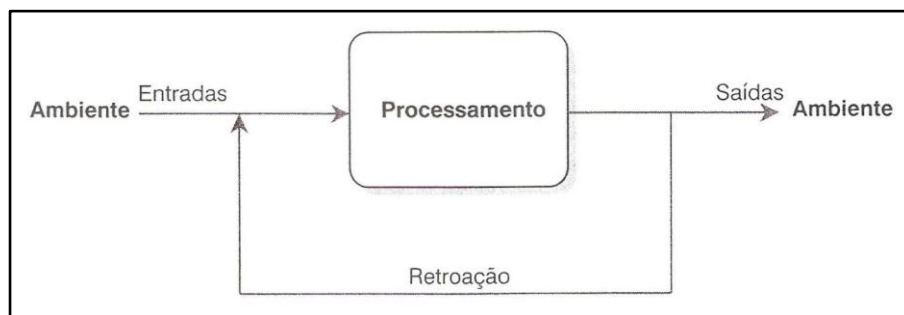 Entradas
Saídas
Ambiente
Processamento
Ambiente
Retroação